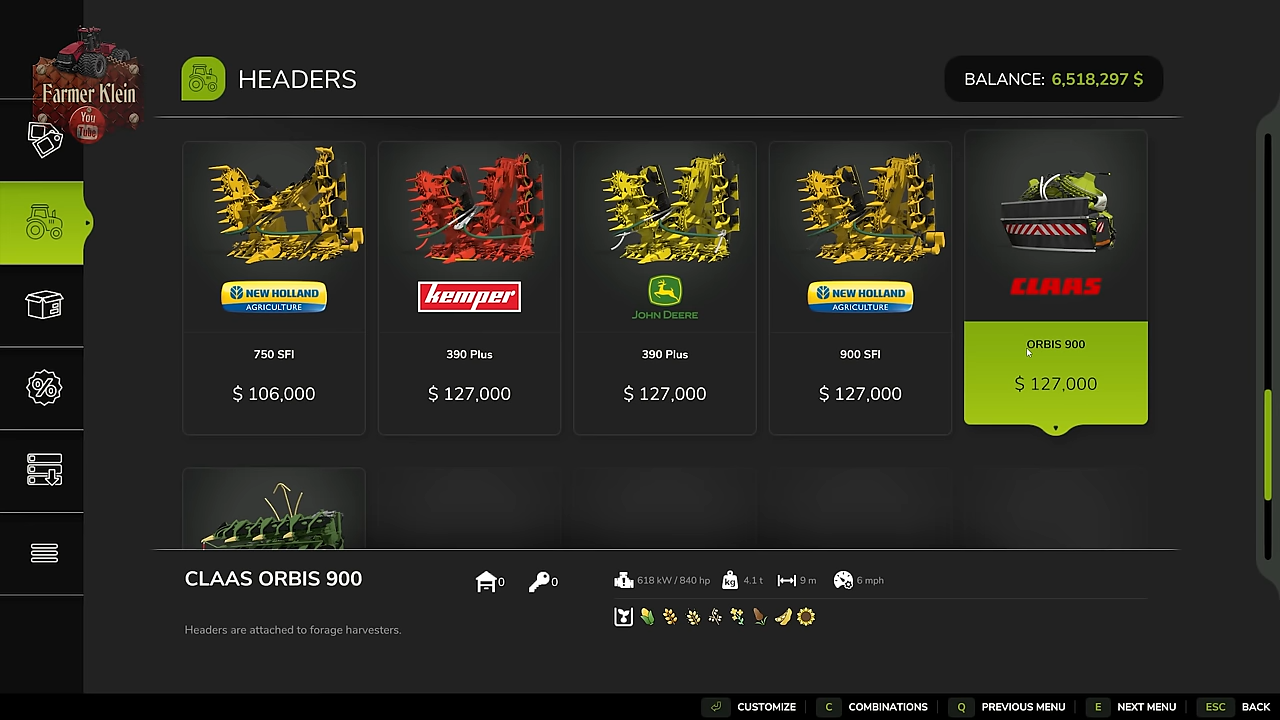 Farmer Klein
You
Tube
HEADERS
BALANCE: 6,518,297 $
NEW HOLLAND
AGRICULTURE
750 SFI
$ 106,000
kemper
390 Plus
$ 127,000
JOHN DEERE
390 Plus
$ 127,000
NEW HOLLAND
AGRICULTURE
900 SFI
$ 127,000
CLAAS
ORBIS 900
$ 127,000
CLAAS ORBIS 900
0
0
618 kW / 840 hp
4.1 t
9 m
6 mph
Headers are attached to forage harvesters.
CUSTOMIZE
C COMBINATIONS
Q PREVIOUS MENU
E NEXT MENU
ESC BACK